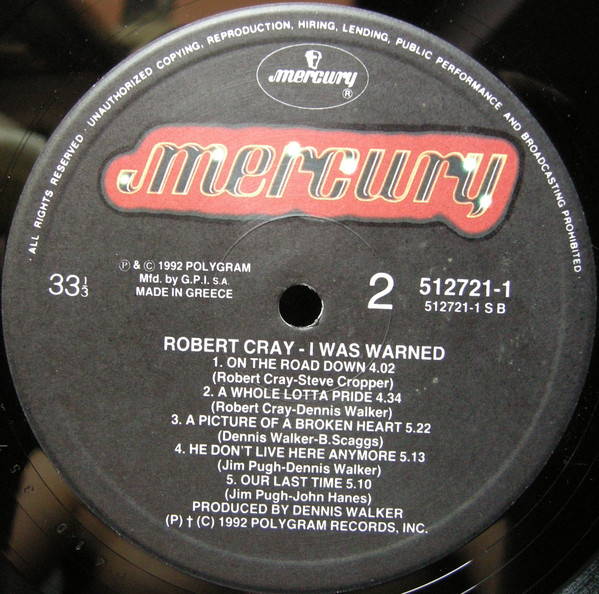 · ALL RIGHTS RESERVED · UNAUTHORIZED COPYING, REPRODUCTION, HIRING, LENDING, PUBLIC PERFORMANCE AND BROADCASTING PROHIBITED ·
mercury
®
mercury
33 1/3
℗ & © 1992 POLYGRAM
Mfd. by G.P.I. S.A.
MADE IN GREECE
2
512721-1
512721-1 S B
ROBERT CRAY - I WAS WARNED
1. ON THE ROAD DOWN 4.02
(Robert Cray-Steve Cropper)
2. A WHOLE LOTTA PRIDE 4.34
(Robert Cray-Dennis Walker)
3. A PICTURE OF A BROKEN HEART 5.22
(Dennis Walker-B.Scaggs)
4. HE DON'T LIVE HERE ANYMORE 5.13
(Jim Pugh-Dennis Walker)
5. OUR LAST TIME 5.10
(Jim Pugh-John Hanes)
PRODUCED BY DENNIS WALKER
(P) † (C) 1992 POLYGRAM RECORDS, INC.